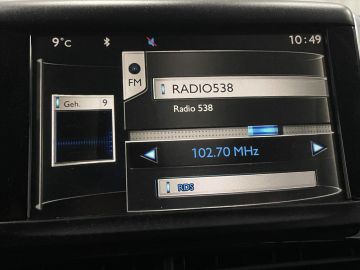 9°C 10:49
FM
RADIO538
Geh. 9
Radio 538
102.70 MHz
RDS